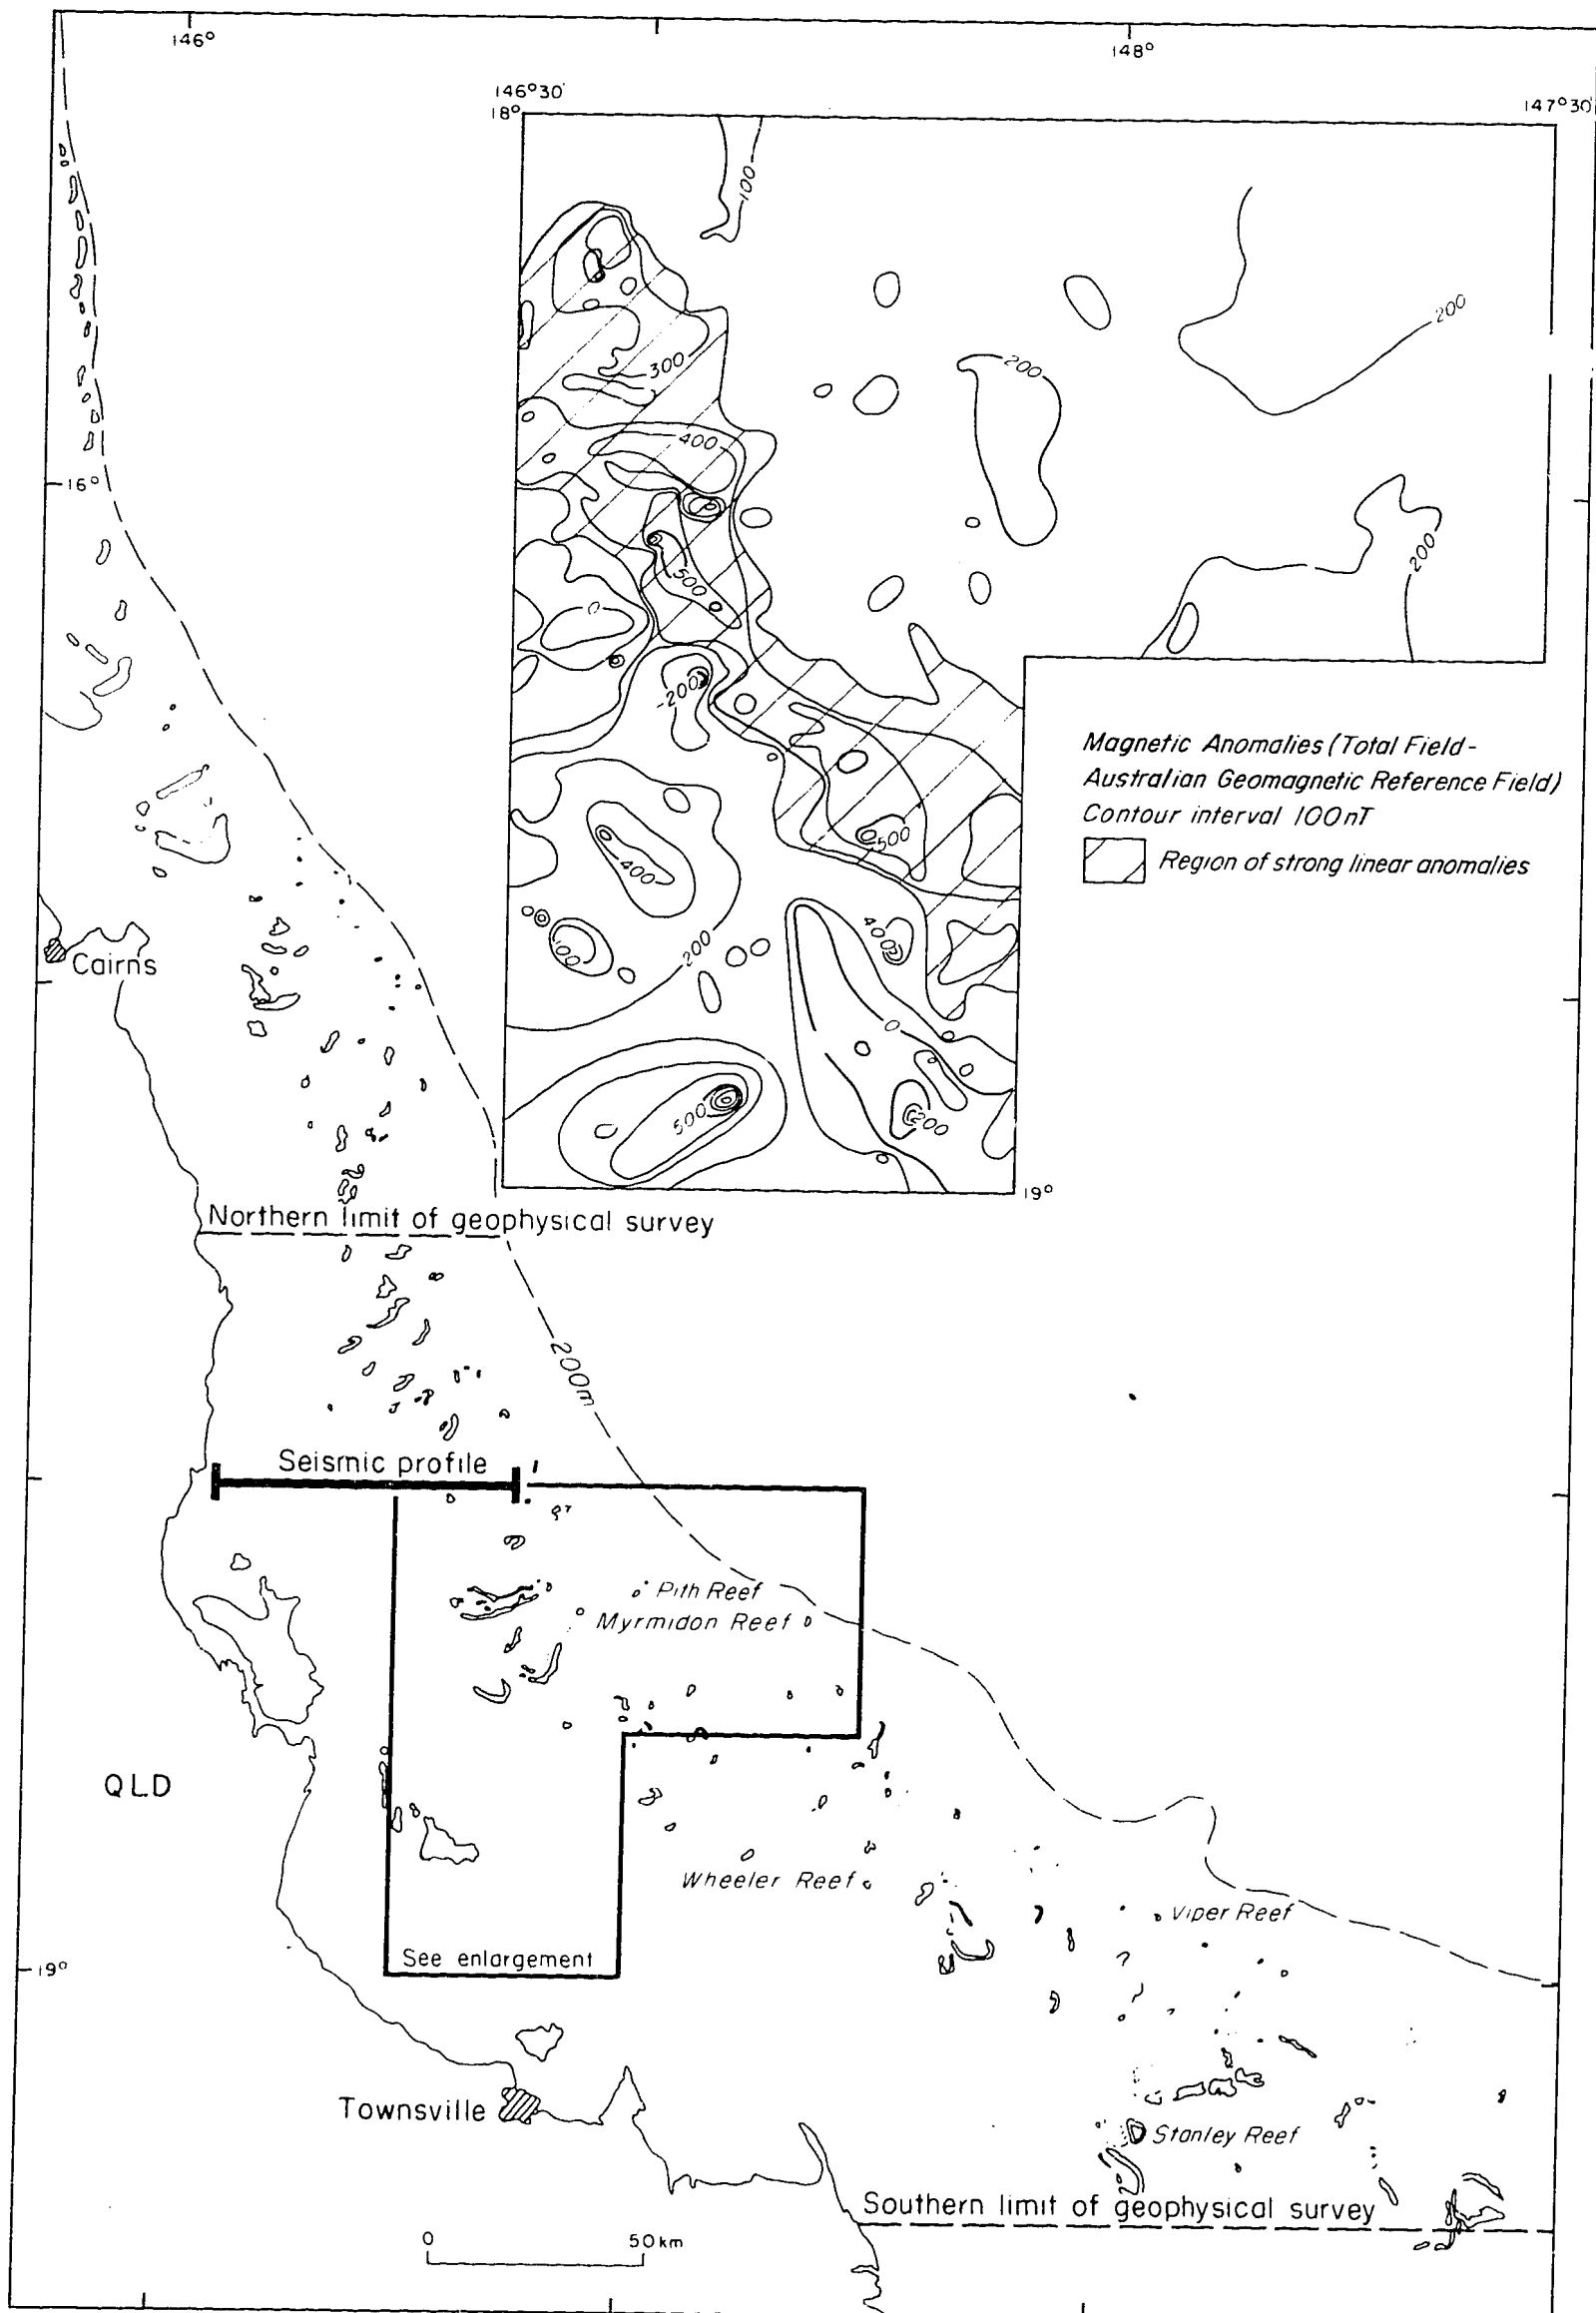 146°
148°
146°30'
147°30'
18°
100
200
300
200
400
16°
200
500
0
-200
Magnetic Anomalies (Total Field-
Australian Geomagnetic Reference Field)
Contour interval 100nT
500
400
Region of strong linear anomalies
400
Cairns
100
200
0
500
200
19°
Northern limit of geophysical survey
200m
Seismic profile
Pith Reef
Myrmidon Reef
QLD
Wheeler Reef
Viper Reef
See enlargement
19°
Townsville
Stanley Reef
Southern limit of geophysical survey
0
50km